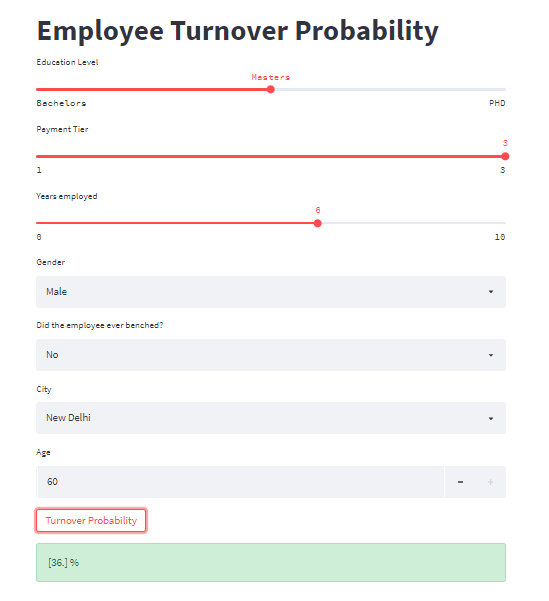 Employee Turnover Probability
Education Level
Masters
Bachelors PHD
Payment Tier
3
1 3
Years employed
6
0 10
Gender
Male
Did the employee ever benched?
No
City
New Delhi
Age
60 − +
Turnover Probability
[36.] %